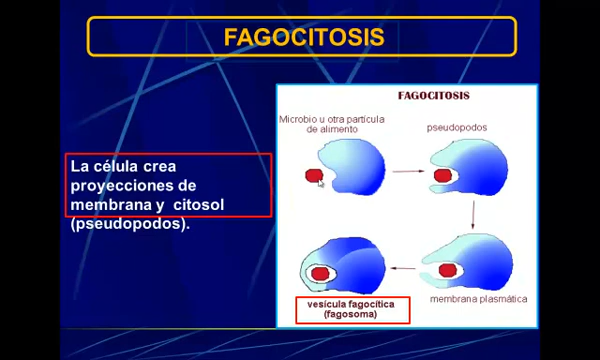 FAGOCITOSIS
La célula crea
proyecciones de
membrana y citosol
(pseudopodos).
FAGOCITOSIS
Microbio u otra partícula
de alimento
pseudopodos
membrana plasmática
vesícula fagocítica
(fagosoma)